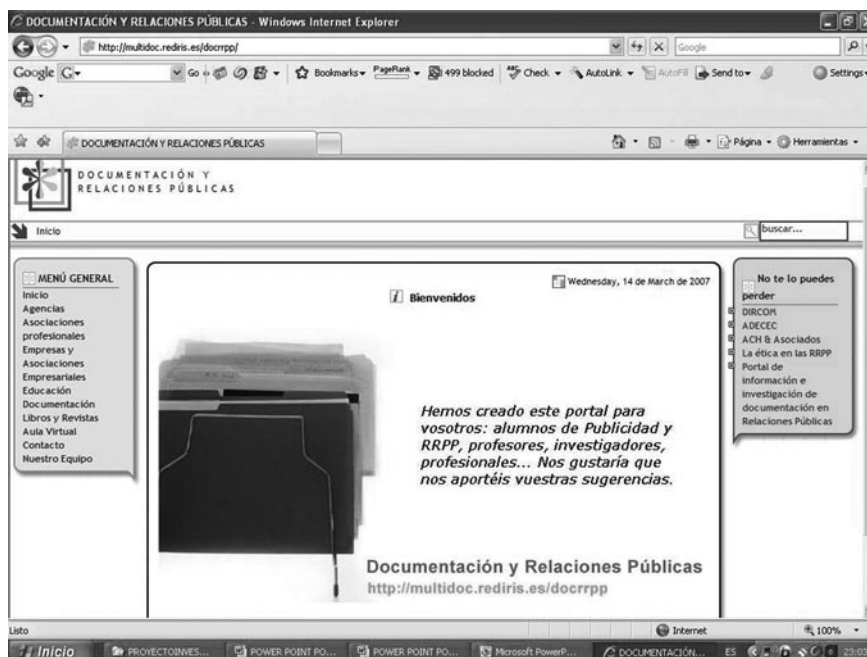 DOCUMENTACIÓN Y RELACIONES PÚBLICAS - Windows Internet Explorer
http://multidoc.rediris.es/docrrpp/
Google
Google G Go Bookmarks PageRank 499 blocked Check AutoLink AutoFill Send to Settings
DOCUMENTACIÓN Y RELACIONES PÚBLICAS
Página Herramientas
DOCUMENTACIÓN Y
RELACIONES PÚBLICAS
Inicio
buscar...
MENÚ GENERAL
Inicio
Agencias
Asociaciones
profesionales
Empresas y
Asociaciones
Empresariales
Educación
Documentación
Libros y Revistas
Aula Virtual
Contacto
Nuestro Equipo
Wednesday, 14 de March de 2007
Bienvenidos
Hemos creado este portal para
vosotros: alumnos de Publicidad y
RRPP, profesores, investigadores,
profesionales... Nos gustaría que
nos aportéis vuestras sugerencias.
Documentación y Relaciones Públicas
http://multidoc.rediris.es/docrrpp
No te lo puedes
perder
DIRCOM
ADECEC
ACH & Asociados
La ética en las RRPP
Portal de
información e
investigación de
documentación en
Relaciones Públicas
Listo
Internet
100%
Inicio
PROYECTOINVES...
POWER POINT PO...
POWER POINT PO...
Microsoft PowerP...
DOCUMENTACIÓN...
ES